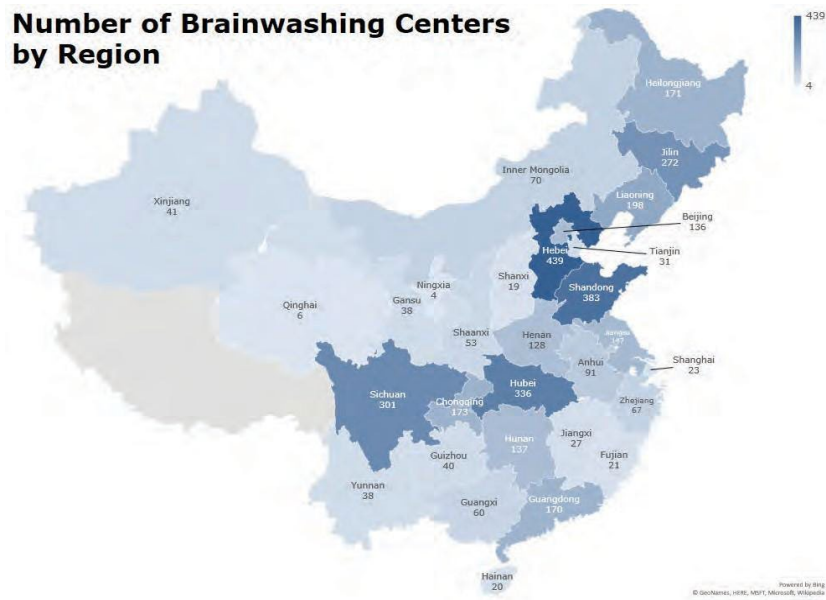 Number of Brainwashing Centers
by Region
439
4
Heilongjiang
171
Jilin
272
Inner Mongolia
70
Liaoning
198
Xinjiang
41
Beijing
136
Hebei
439
Tianjin
31
Shanxi
19
Ningxia
4
Shandong
383
Qinghai
6
Gansu
38
Shaanxi
53
Henan
128
Jiangsu
147
Anhui
91
Shanghai
23
Sichuan
301
Hubei
336
Chongqing
173
Zhejiang
67
Hunan
137
Jiangxi
27
Guizhou
40
Fujian
21
Yunnan
38
Guangxi
60
Guangdong
170
Hainan
20
Powered by Bing
© GeoNames, HERE, MSFT, Microsoft, Wikipedia